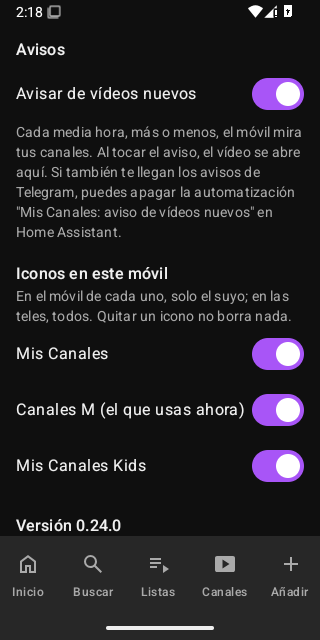 2:18
Avisos
Avisar de vídeos nuevos
Cada media hora, más o menos, el móvil mira
tus canales. Al tocar el aviso, el vídeo se abre
aquí. Si también te llegan los avisos de
Telegram, puedes apagar la automatización
"Mis Canales: aviso de vídeos nuevos" en
Home Assistant.
Iconos en este móvil
En el móvil de cada uno, solo el suyo; en las
teles, todos. Quitar un icono no borra nada.
Mis Canales
Canales M (el que usas ahora)
Mis Canales Kids
Versión 0.24.0
Inicio Buscar Listas Canales Añadir